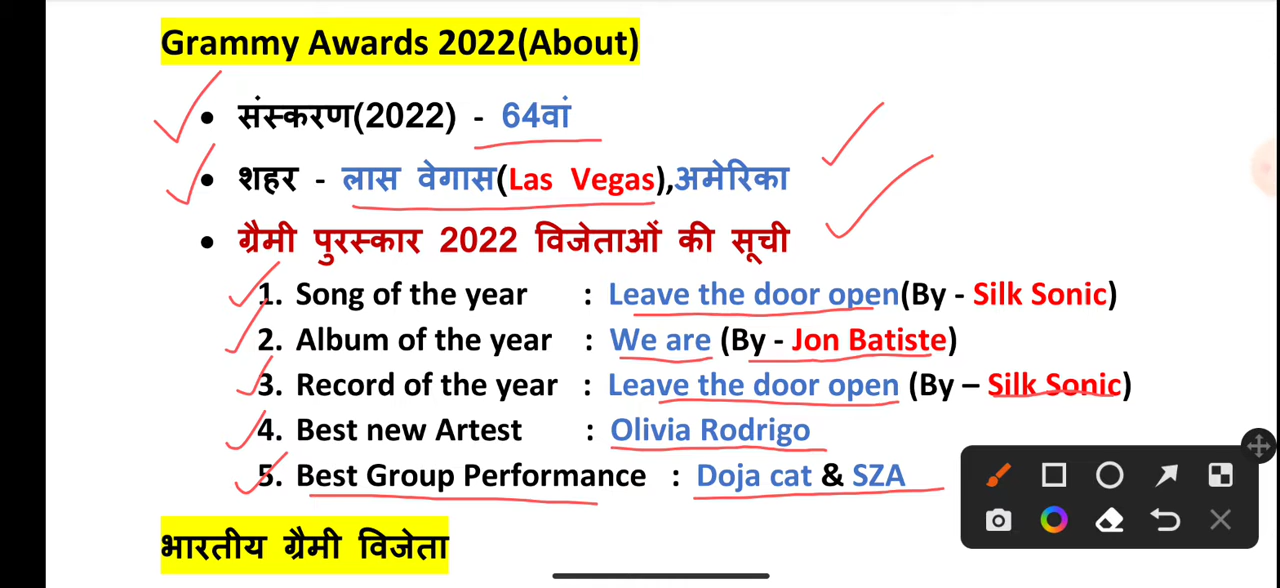 Grammy Awards 2022(About)
• संस्करण(2022) - 64वां
• शहर - लास वेगास(Las Vegas),अमेरिका
• ग्रैमी पुरस्कार 2022 विजेताओं की सूची
1. Song of the year : Leave the door open(By - Silk Sonic)
2. Album of the year : We are (By - Jon Batiste)
3. Record of the year : Leave the door open (By – Silk Sonic)
4. Best new Artest : Olivia Rodrigo
5. Best Group Performance : Doja cat & SZA
भारतीय ग्रैमी विजेता